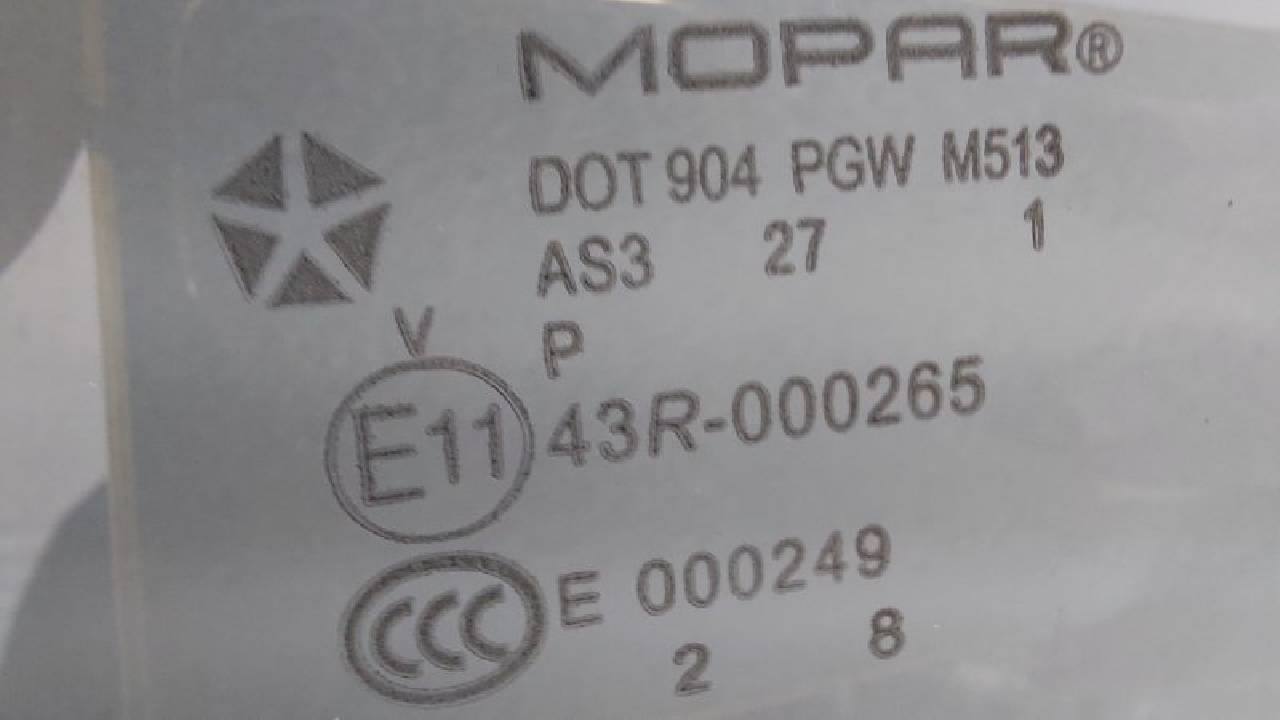 MOPAR®
DOT 904 PGW M513
AS3 27 1
V P
E11 43R-000265
CCC E 000249
2 8